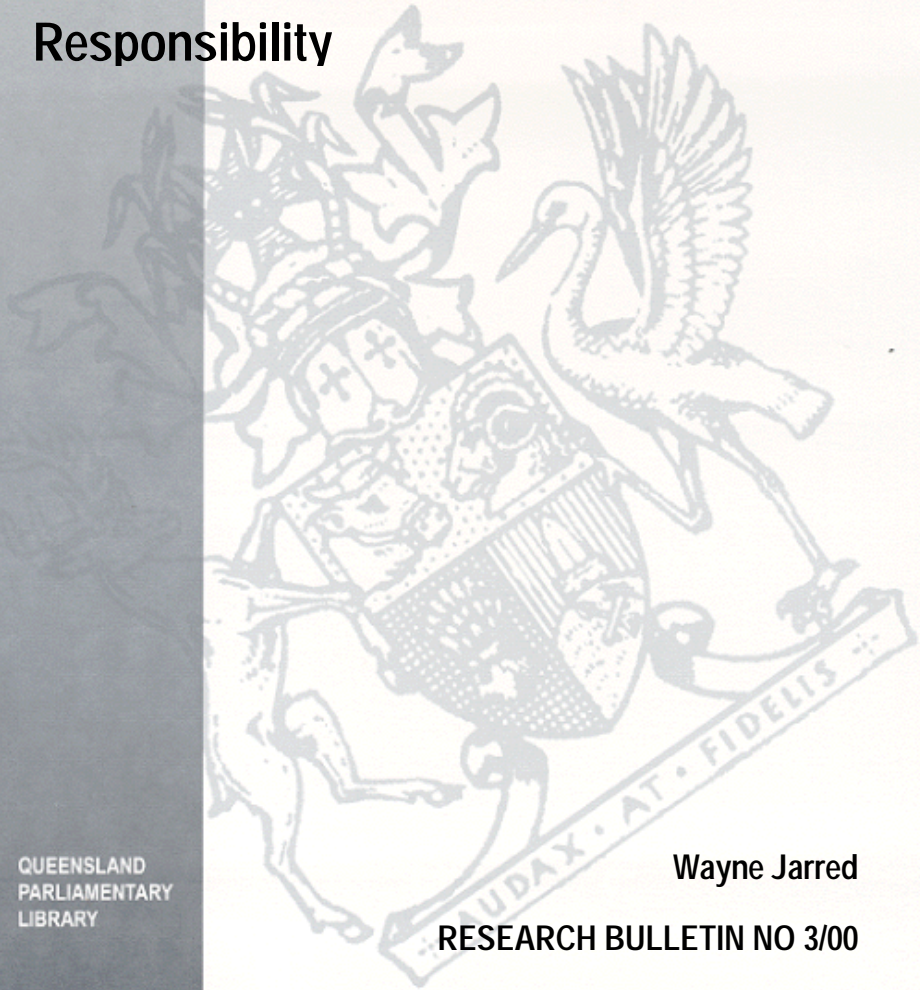 Responsibility
AUDAX · AT · FIDELIS
QUEENSLAND
PARLIAMENTARY
LIBRARY
Wayne Jarred
RESEARCH BULLETIN NO 3/00